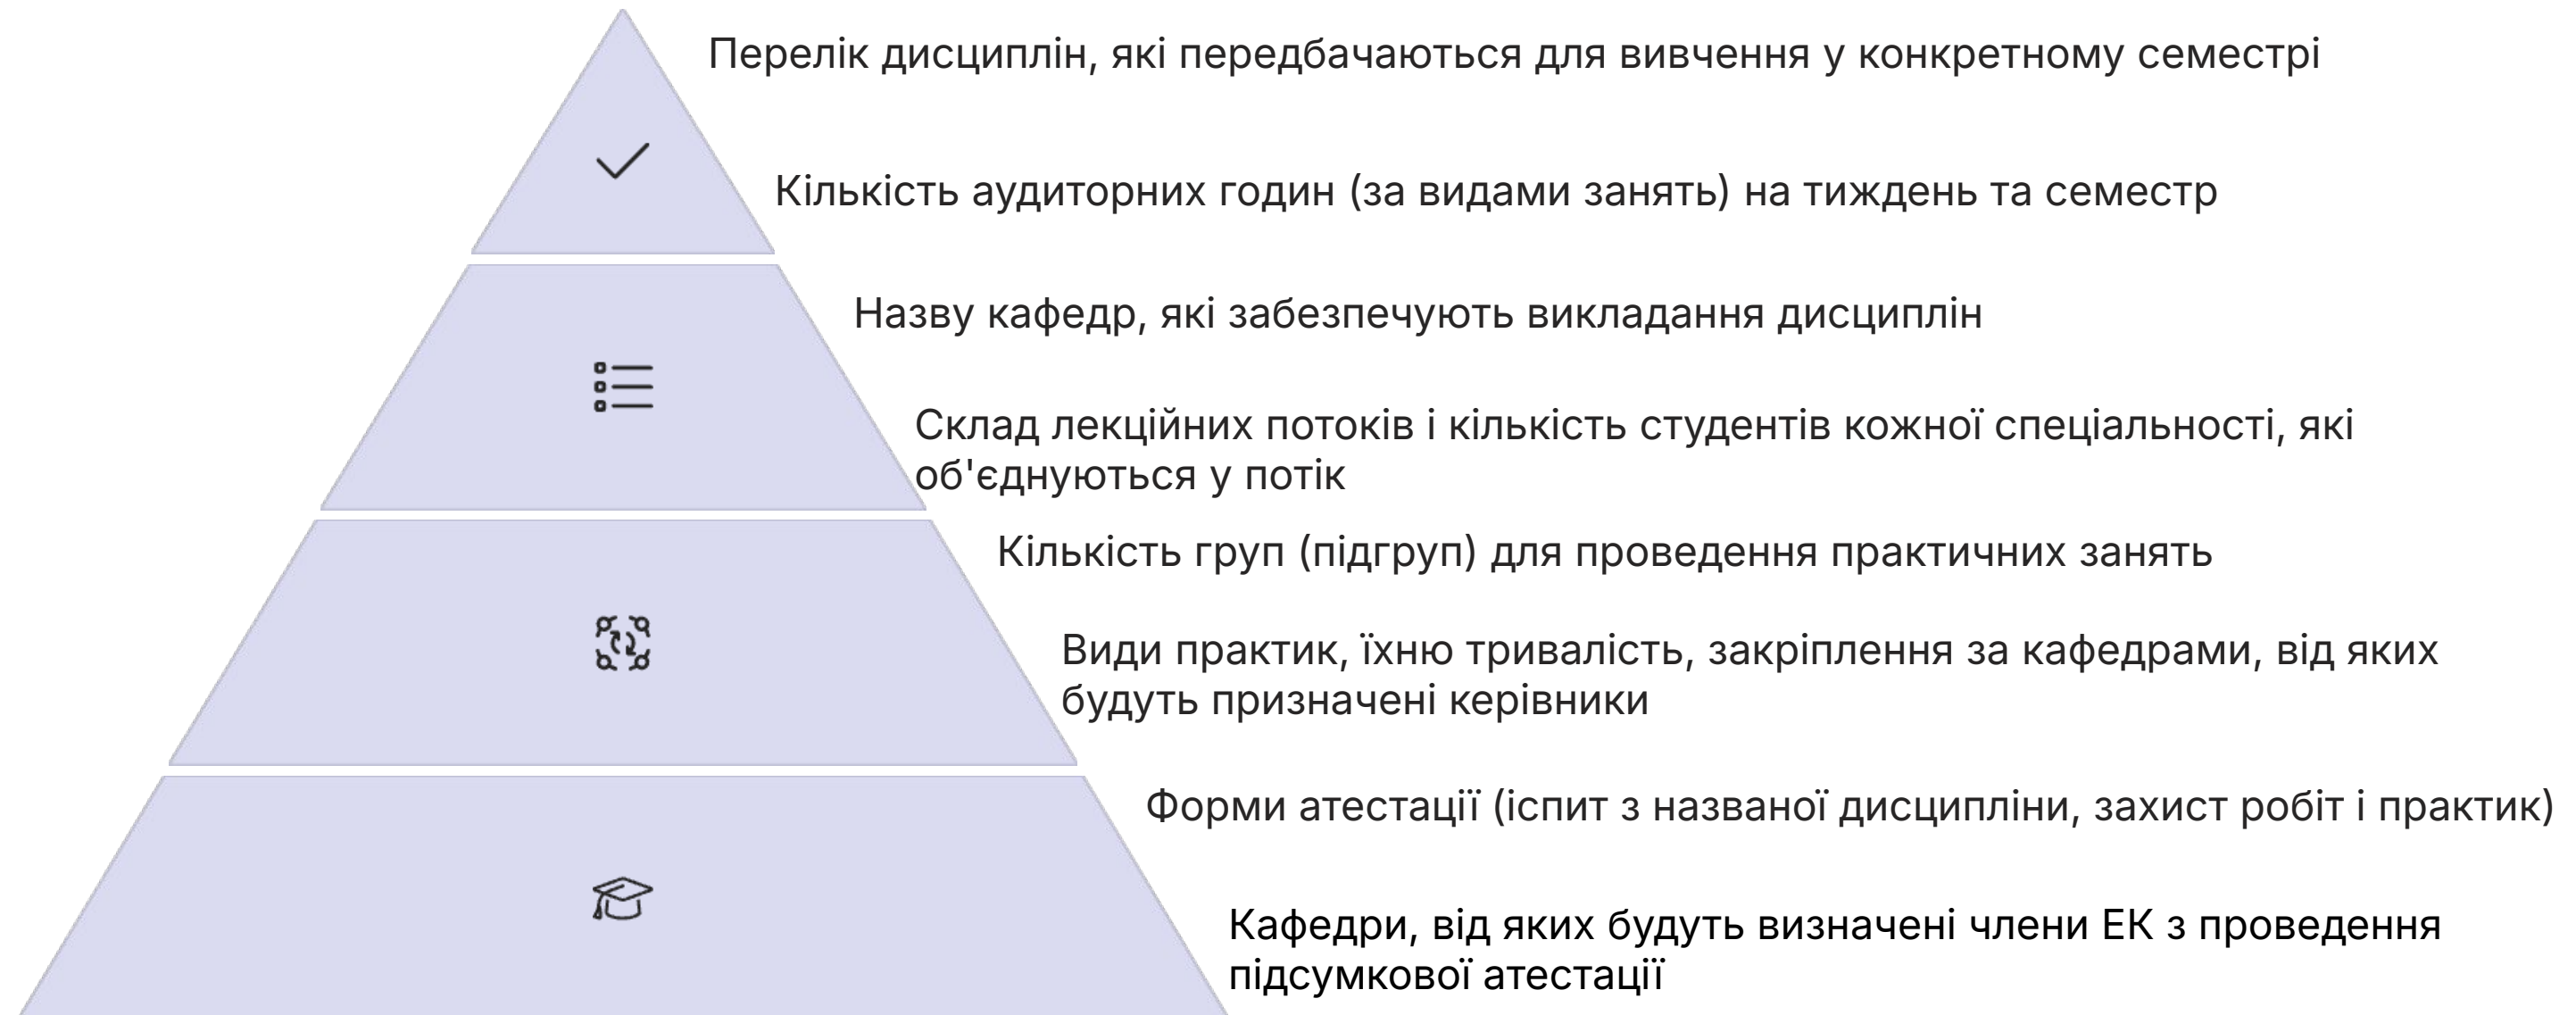 Перелік дисциплін, які передбачаються для вивчення у конкретному семестрі
Кількість аудиторних годин (за видами занять) на тиждень та семестр
Назву кафедр, які забезпечують викладання дисциплін
Склад лекційних потоків і кількість студентів кожної спеціальності, які
об'єднуються у потік
Кількість груп (підгруп) для проведення практичних занять
Види практик, їхню тривалість, закріплення за кафедрами, від яких
будуть призначені керівники
Форми атестації (іспит з названої дисципліни, захист робіт і практик)
Кафедри, від яких будуть визначені члени ЕК з проведення
підсумкової атестації